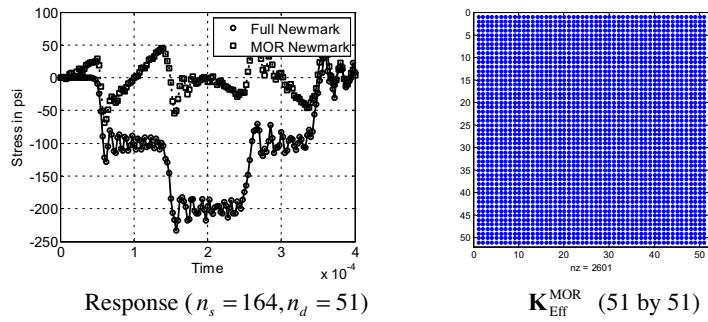 100
50
0
-50
-100
-150
-200
-250
Stress in psi
Full Newmark
MOR Newmark
0 1 2 3 4
Time
x 10^-4
Response (n_s = 164, n_d = 51)
0
5
10
15
20
25
30
35
40
45
50
0 10 20 30 40 50
nz = 2601
K_Eff^MOR (51 by 51)